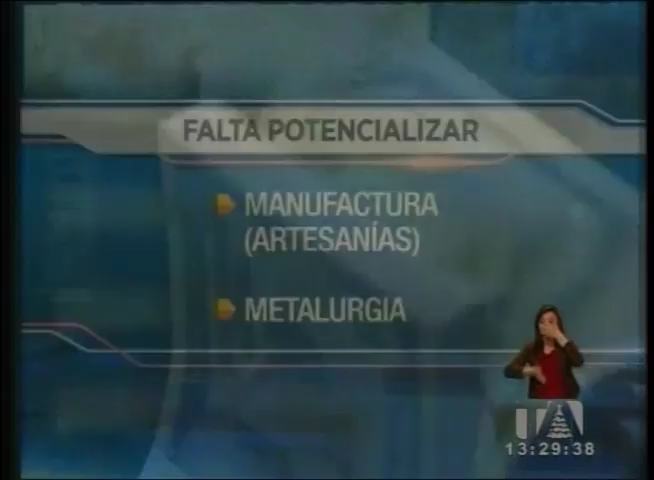 FALTA POTENCIALIZAR
MANUFACTURA
(ARTESANÍAS)
METALURGIA
13:29:38